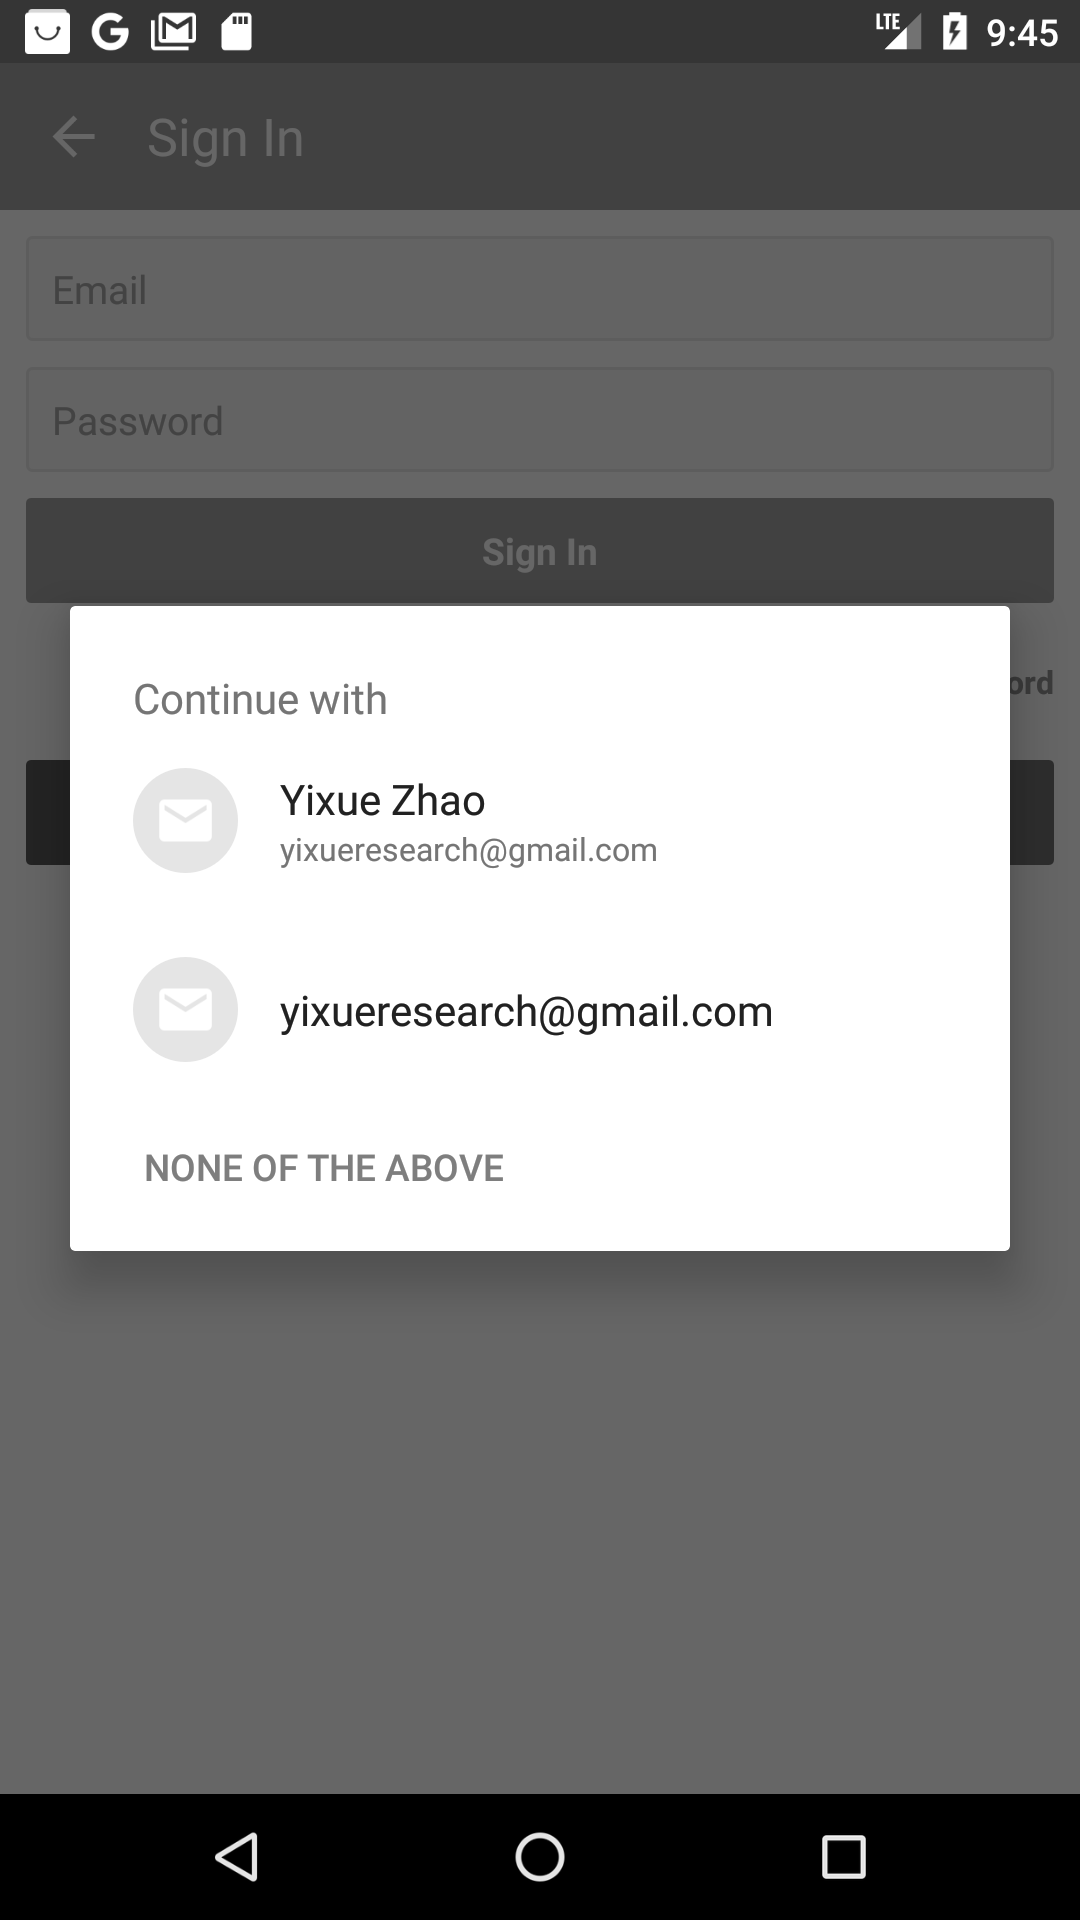 LTE 9:45
Sign In
Email
Password
Sign In
ord
Continue with
Yixue Zhao
yixueresearch@gmail.com
yixueresearch@gmail.com
NONE OF THE ABOVE